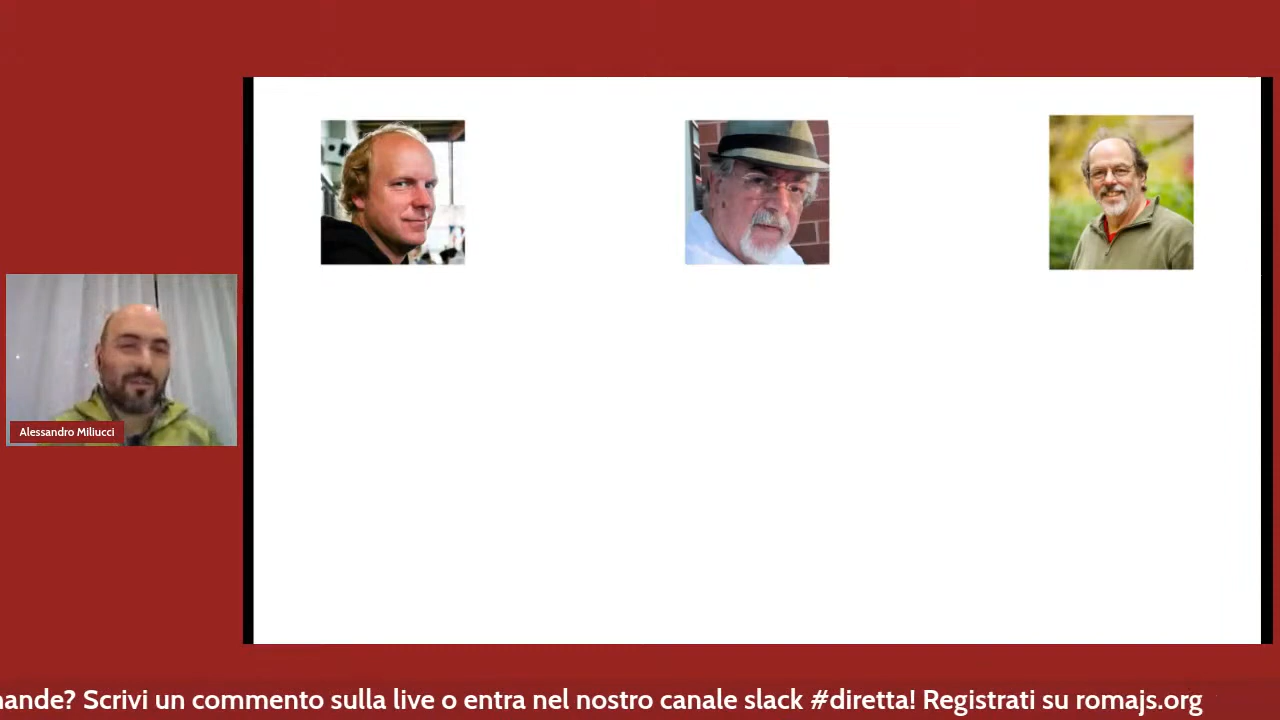 Alessandro Miliucci
ande? Scrivi un commento sulla live o entra nel nostro canale slack #diretta! Registrati su romajs.org